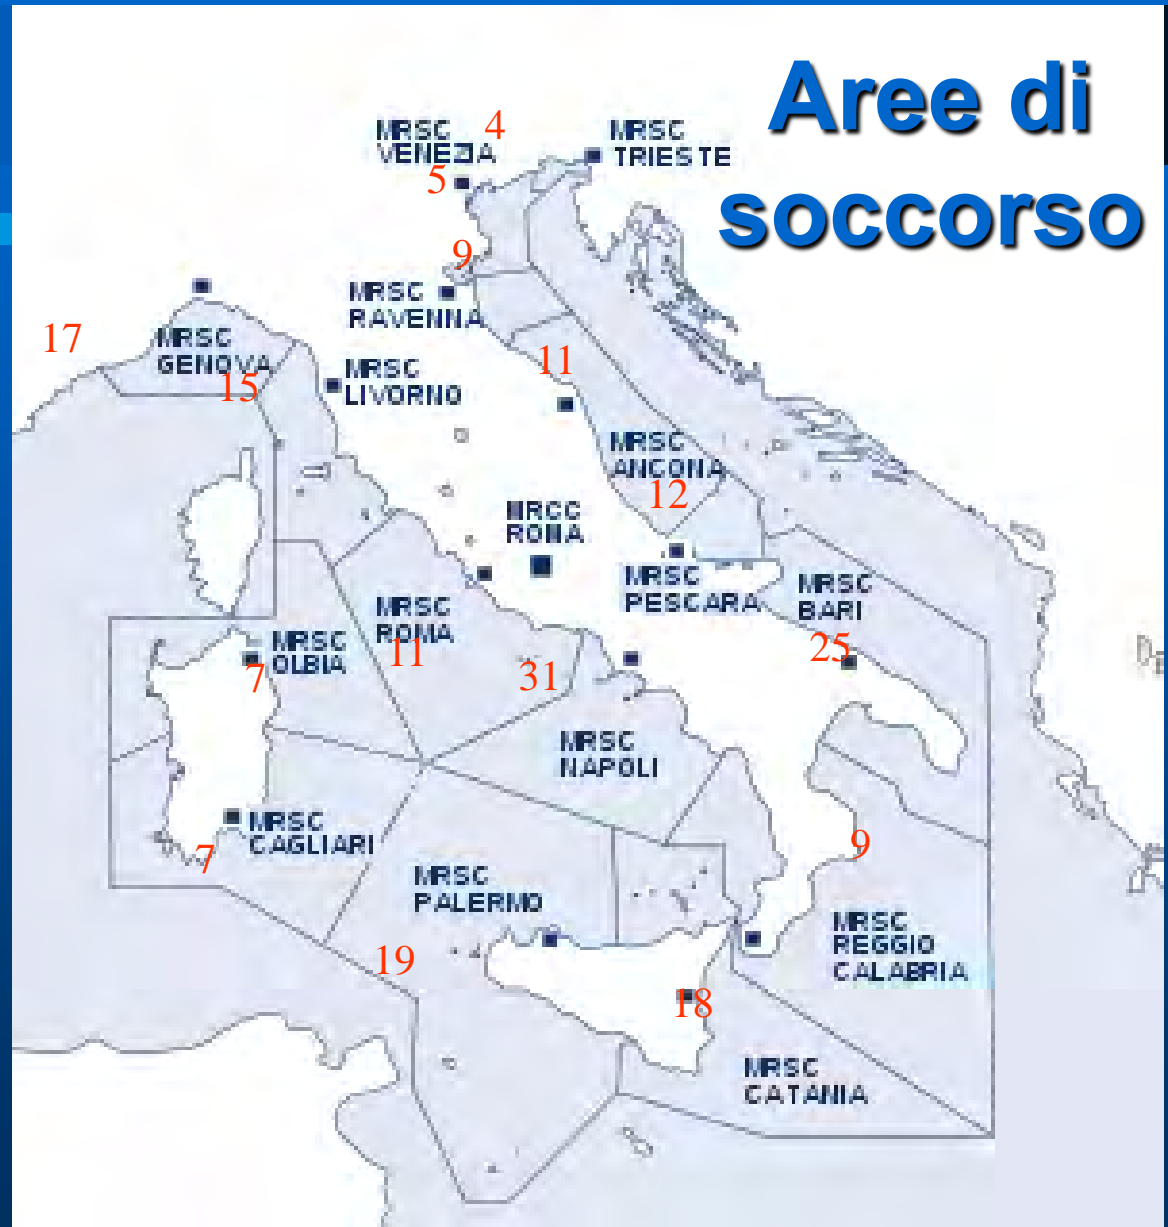 Aree di
soccorso
4
MRSC
VENEZIA
MRSC
TRIESTE
5
9
MRSC
RAVENNA
17
MRSC
GENOVA
15
MRSC
LIVORNO
11
MRSC
ANCONA
12
MRCC
ROMA
MRSC
PESCARA
MRSC
BARI
25
MRSC
ROMA
11
MRSC
OLBIA
7
31
MRSC
NAPOLI
MRSC
CAGLIARI
7
9
MRSC
PALERMO
19
MRSC
REGGIO
CALABRIA
18
MRSC
CATANIA